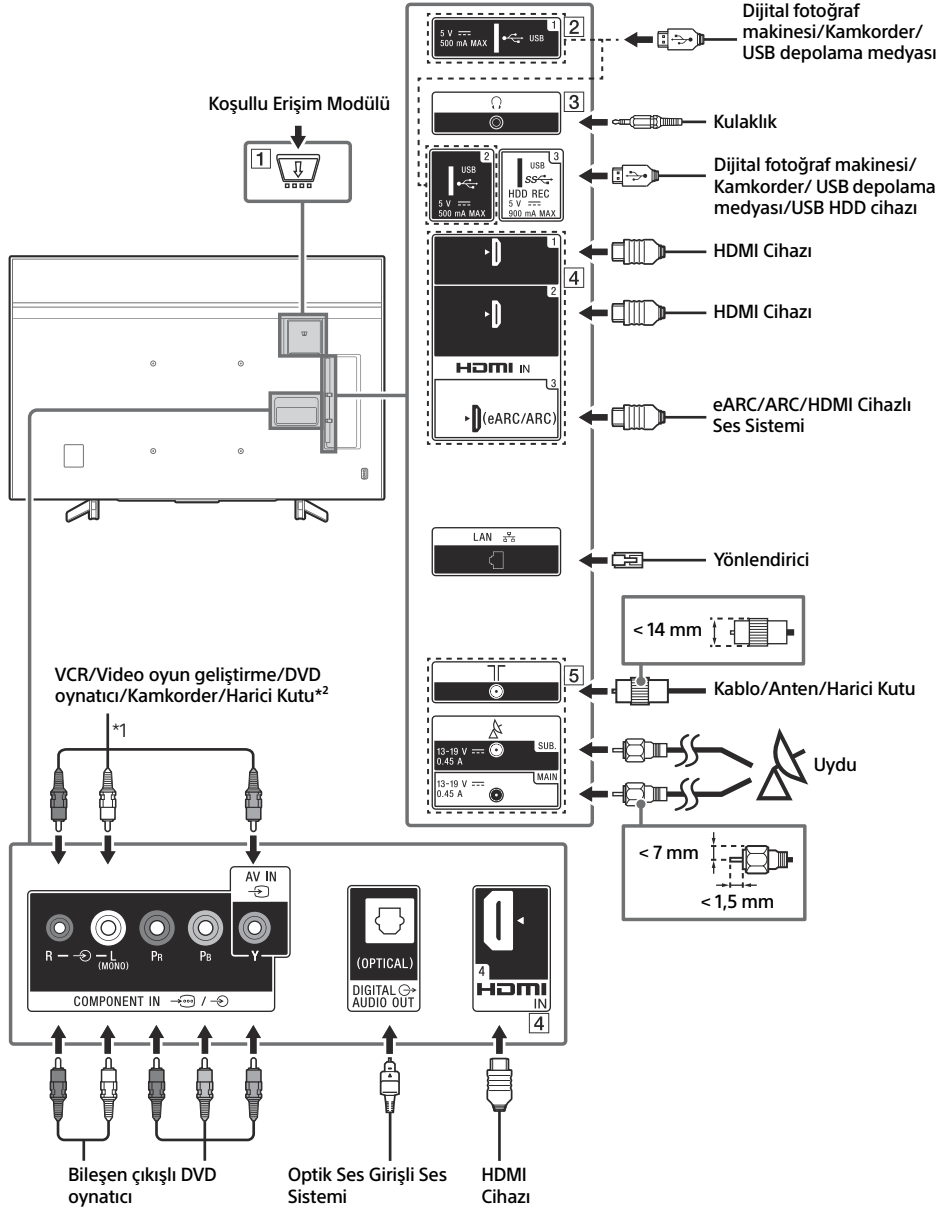 Dijital fotoğraf
makinesi/Kamkorder/
USB depolama medyası
5 V
500 mA MAX
USB
1
2
Koşullu Erişim Modülü
1
3
Kulaklık
2
USB
5 V
500 mA MAX
3
USB
SS
HDD REC
5 V
900 mA MAX
Dijital fotoğraf makinesi/
Kamkorder/ USB depolama
medyası/USB HDD cihazı
1
HDMI Cihazı
4
2
HDMI Cihazı
HDMI IN
3
(eARC/ARC)
eARC/ARC/HDMI Cihazlı
Ses Sistemi
LAN
Yönlendirici
< 14 mm
5
Kablo/Anten/Harici Kutu
13-19 V
0.45 A
SUB.
13-19 V
0.45 A
MAIN
Uydu
< 7 mm
< 1,5 mm
VCR/Video oyun geliştirme/DVD
oynatıcı/Kamkorder/Harici Kutu*2
*1
AV IN
R
L
(MONO)
PR
PB
Y
COMPONENT IN /
(OPTICAL)
DIGITAL
AUDIO OUT
4
HDMI
IN
4
Bileşen çıkışlı DVD
oynatıcı
Optik Ses Girişli Ses
Sistemi
HDMI
Cihazı